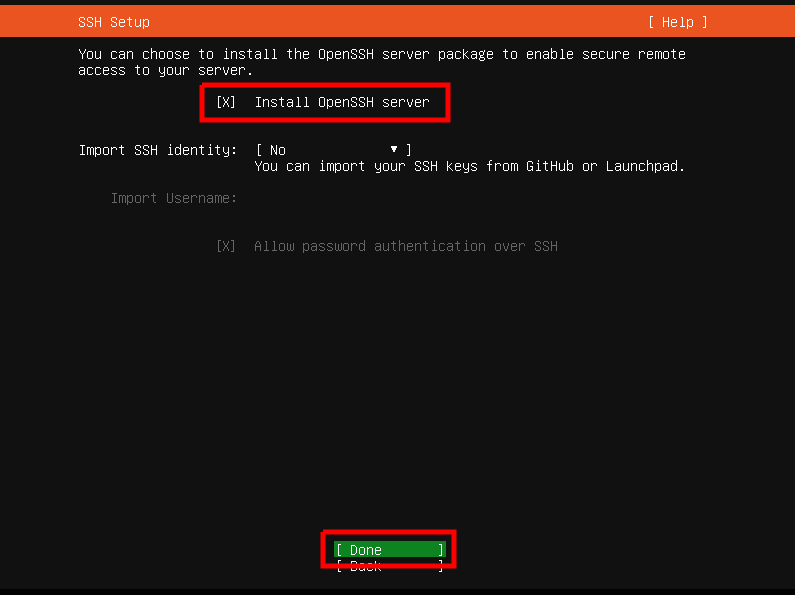 SSH Setup [ Help ]
You can choose to install the OpenSSH server package to enable secure remote
access to your server.
[X] Install OpenSSH server
Import SSH identity: [ No ▼ ]
You can import your SSH keys from GitHub or Launchpad.
Import Username:
[X] Allow password authentication over SSH
[ Done ]
[ Back ]